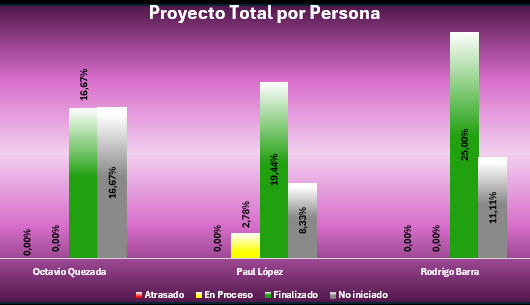 Proyecto Total por Persona
0,00%
0,00%
16,67%
16,67%
0,00%
2,78%
19,44%
8,33%
0,00%
0,00%
25,00%
11,11%
Octavio Quezada
Paul López
Rodrigo Barra
Atrasado En Proceso Finalizado No iniciado